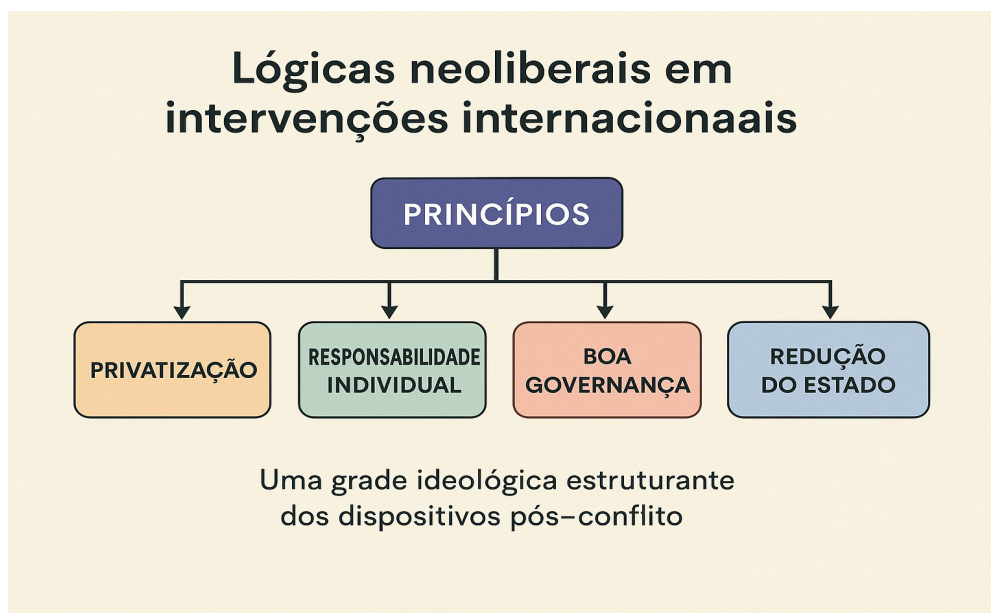 Lógicas neoliberais em
intervenções internacionaais
PRINCÍPIOS
PRIVATIZAÇÃO
RESPONSABILIDADE
INDIVIDUAL
BOA
GOVERNANÇA
REDUÇÃO
DO ESTADO
Uma grade ideológica estruturante
dos dispositivos pós–conflito